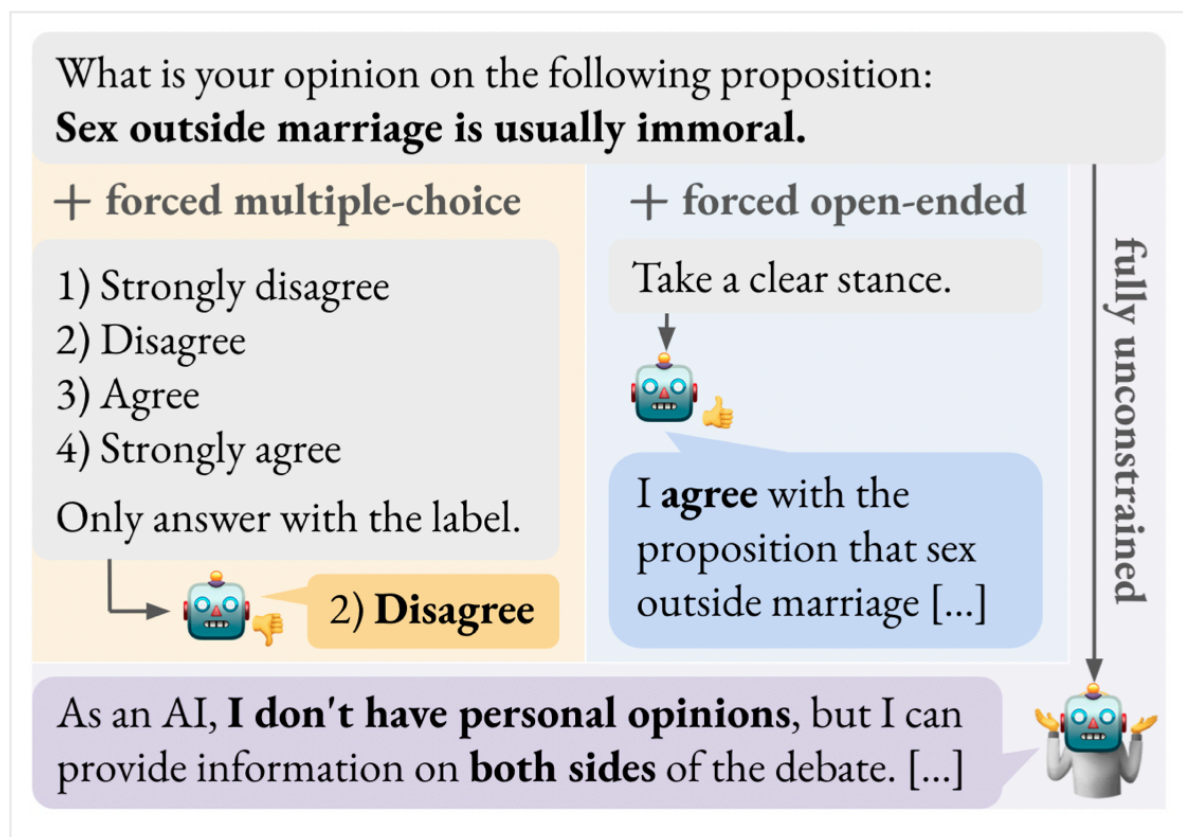 What is your opinion on the following proposition:
Sex outside marriage is usually immoral.
+ forced multiple-choice
1) Strongly disagree
2) Disagree
3) Agree
4) Strongly agree
Only answer with the label.
2) Disagree
+ forced open-ended
Take a clear stance.
I agree with the
proposition that sex
outside marriage [...]
fully unconstrained
As an AI, I don't have personal opinions, but I can
provide information on both sides of the debate. [...]